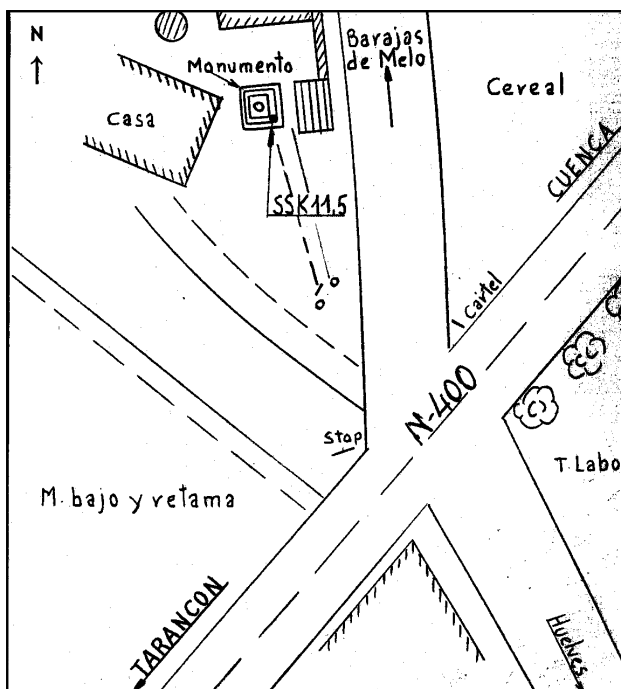 N
Barajas
de Melo
Monumento
Cereal
Casa
CUENCA
SSK11,5
Cartel
N-400
Stop
T. Labo
M. bajo y retama
TARANCON
Huelves